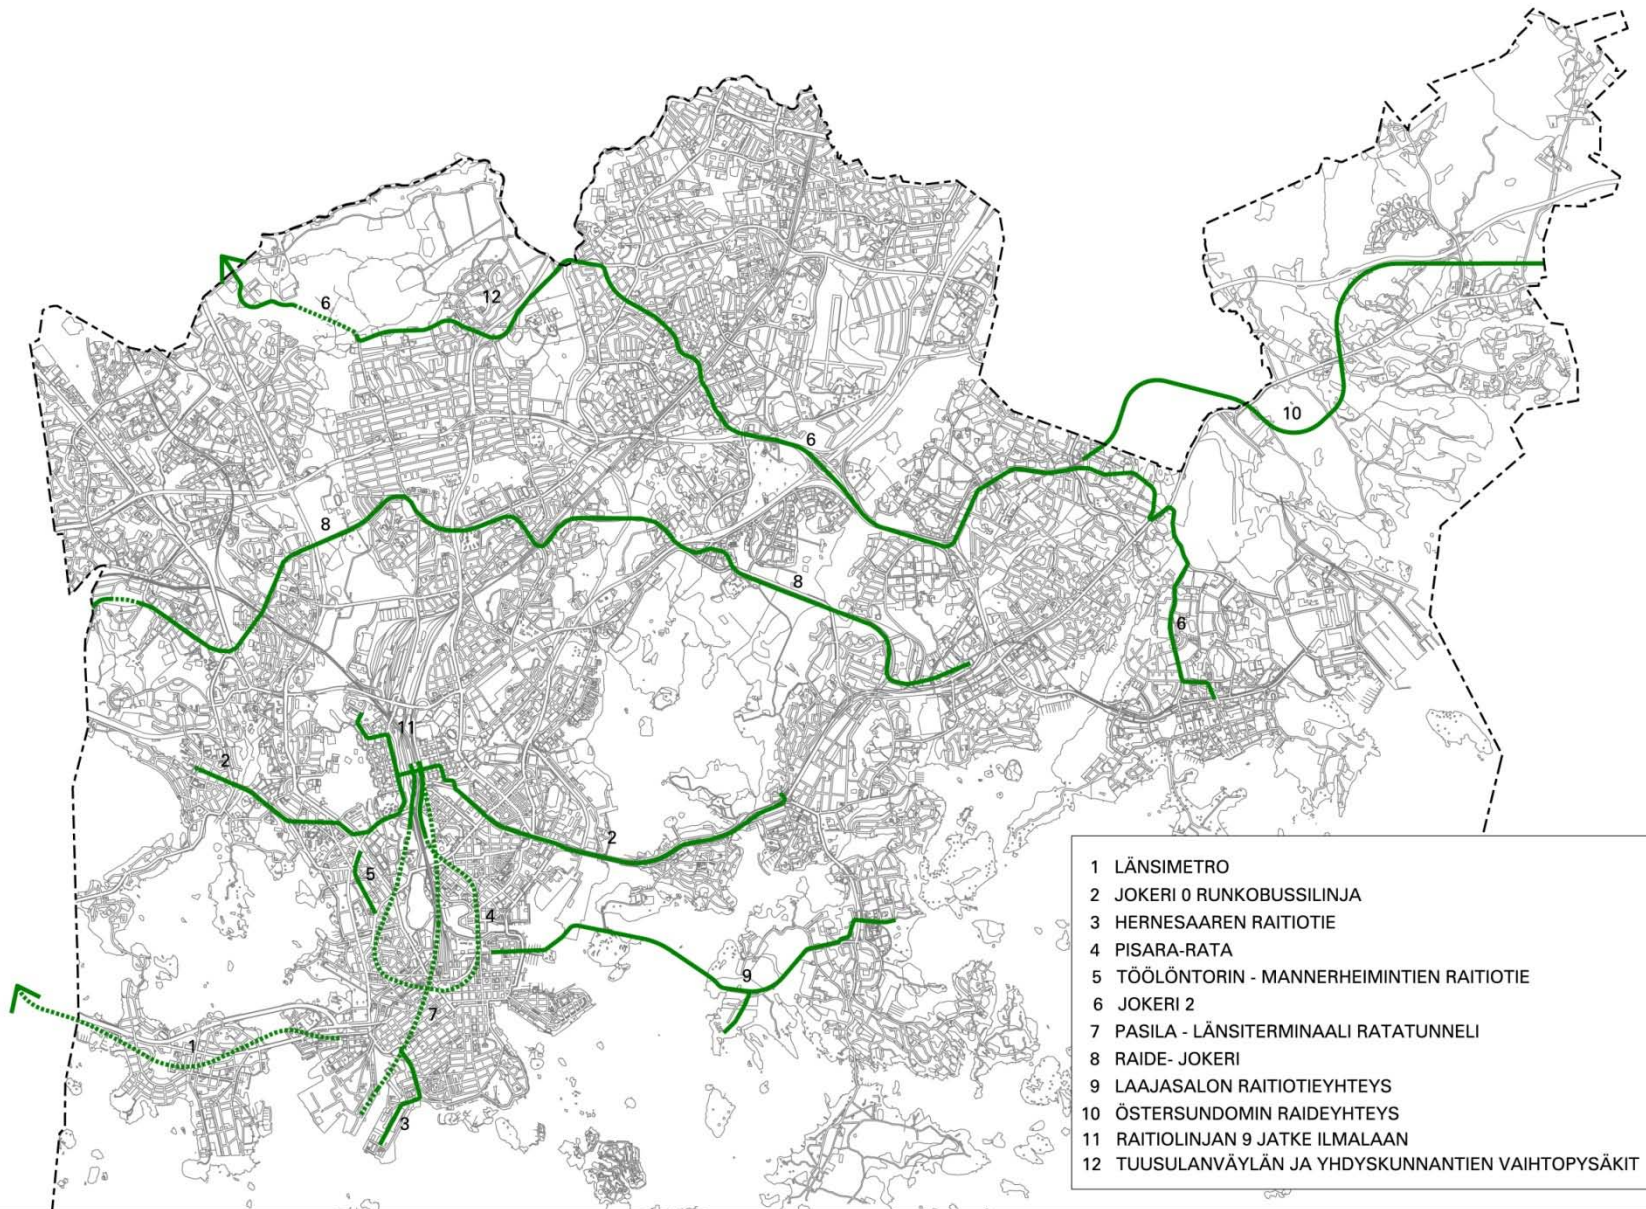 12
6
10
6
8
8
6
11
2
2
5
4
9
7
1
3
1 LÄNSIMETRO
2 JOKERI 0 RUNKOBUSSILINJA
3 HERNESAAREN RAITIOTIE
4 PISARA-RATA
5 TÖÖLÖNTORIN - MANNERHEIMINTIEN RAITIOTIE
6 JOKERI 2
7 PASILA - LÄNSITERMINAALI RATATUNNELI
8 RAIDE- JOKERI
9 LAAJASALON RAITIOTIEYHTEYS
10 ÖSTERSUNDOMIN RAIDEYHTEYS
11 RAITIOLINJAN 9 JATKE ILMALAAN
12 TUUSULANVÄYLÄN JA YHDYSKUNNANTIEN VAIHTOPYSÄKIT